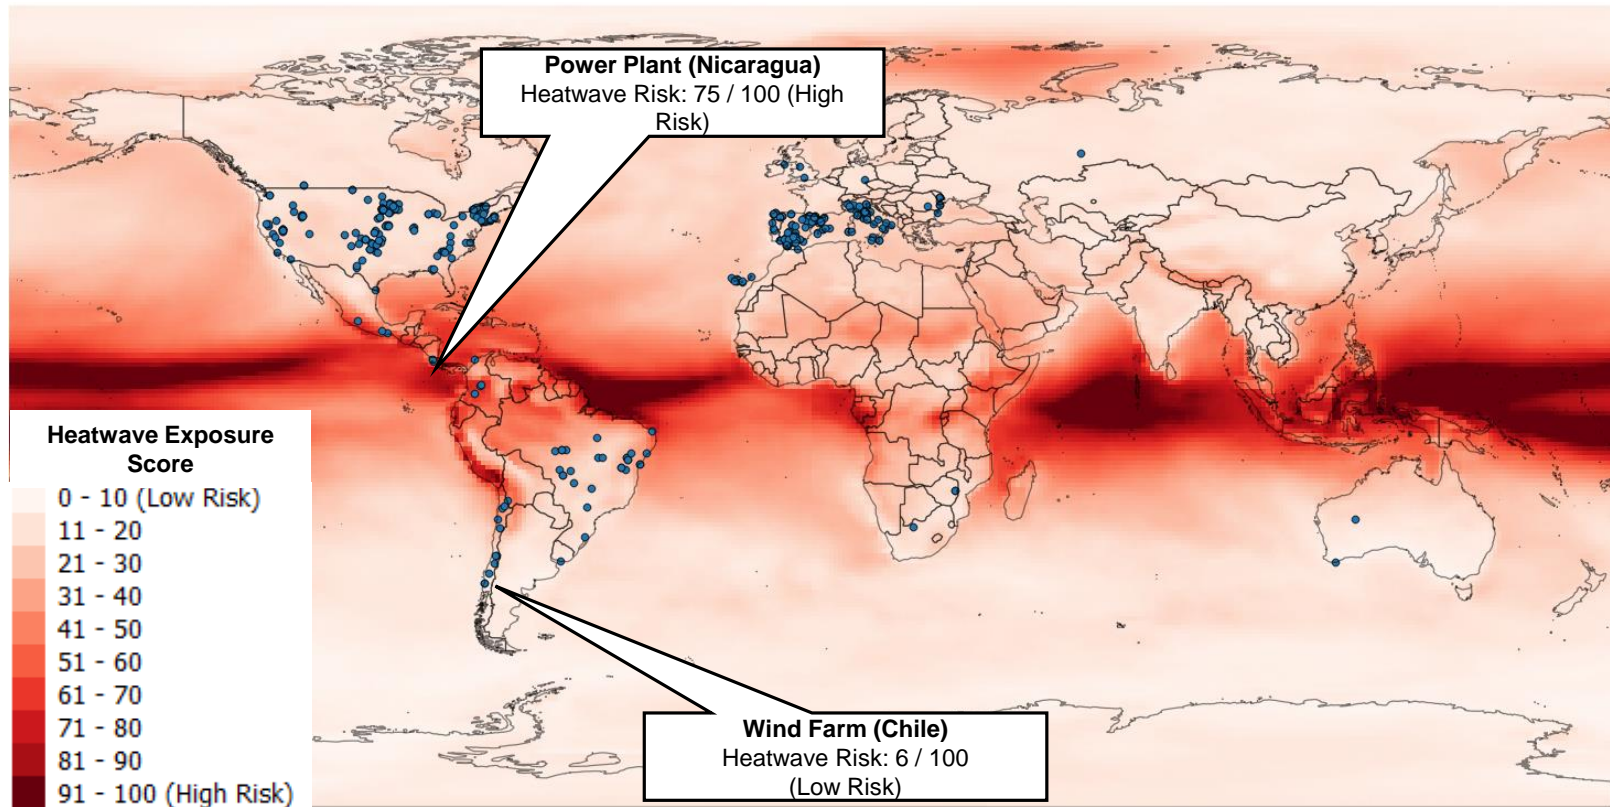 Power Plant (Nicaragua)
Heatwave Risk: 75 / 100 (High
Risk)
Heatwave Exposure
Score
0 - 10 (Low Risk)
11 - 20
21 - 30
31 - 40
41 - 50
51 - 60
61 - 70
71 - 80
81 - 90
91 - 100 (High Risk)
Wind Farm (Chile)
Heatwave Risk: 6 / 100
(Low Risk)